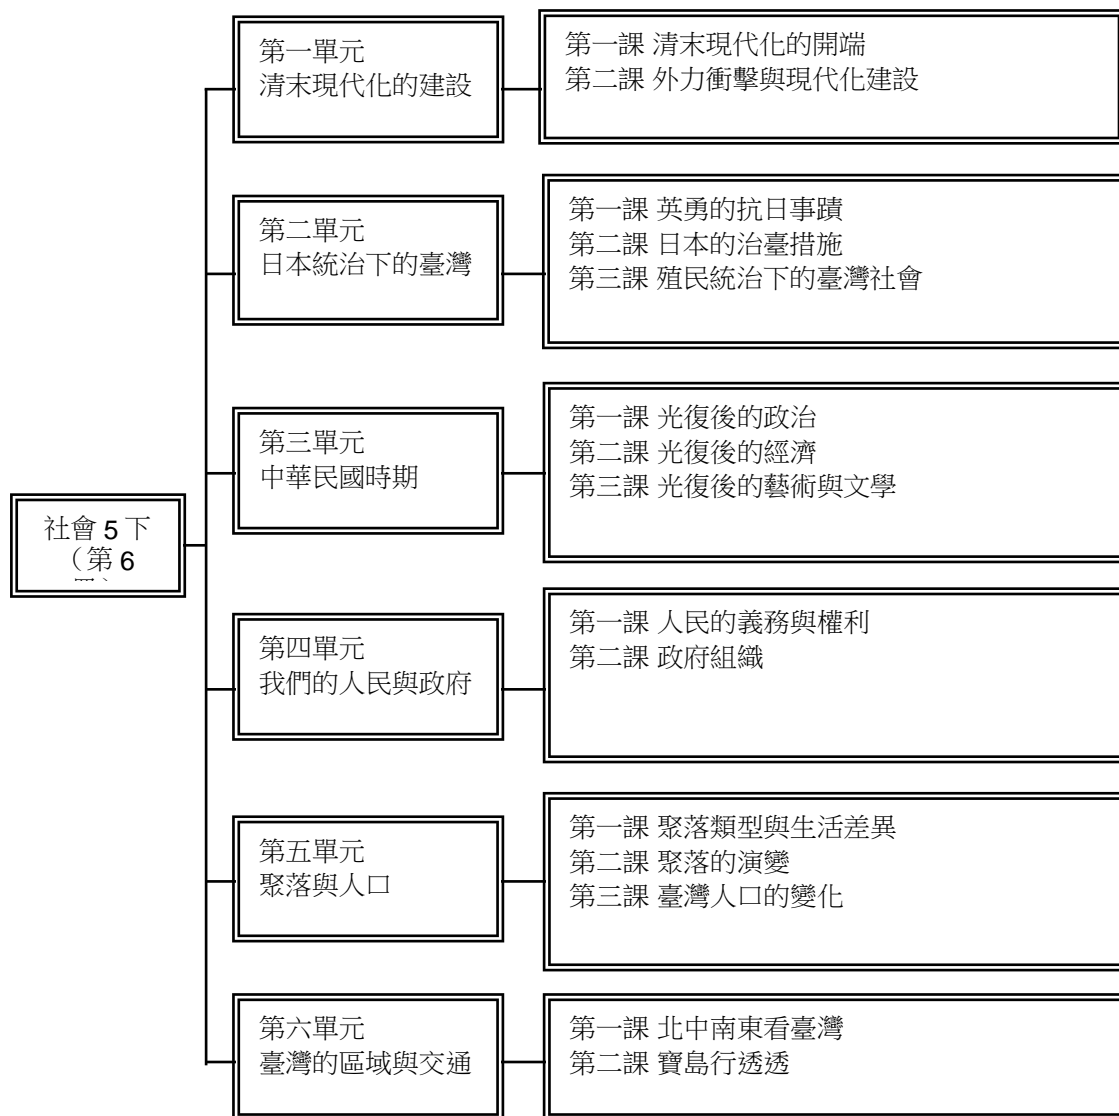 第一單元
清末現代化的建設
第一課 清末現代化的開端
第二課 外力衝擊與現代化建設
第二單元
日本統治下的臺灣
第一課 英勇的抗日事蹟
第二課 日本的治臺措施
第三課 殖民統治下的臺灣社會
第三單元
中華民國時期
第一課 光復後的政治
第二課 光復後的經濟
第三課 光復後的藝術與文學
社會 5 下
（第 6
第四單元
我們的人民與政府
第一課 人民的義務與權利
第二課 政府組織
第五單元
聚落與人口
第一課 聚落類型與生活差異
第二課 聚落的演變
第三課 臺灣人口的變化
第六單元
臺灣的區域與交通
第一課 北中南東看臺灣
第二課 寶島行透透